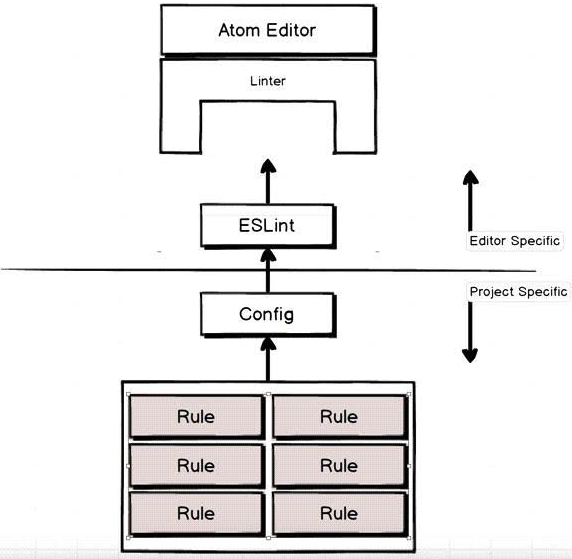 Atom Editor
Linter
ESLint
Editor Specific
Project Specific
Config
Rule Rule
Rule Rule
Rule Rule